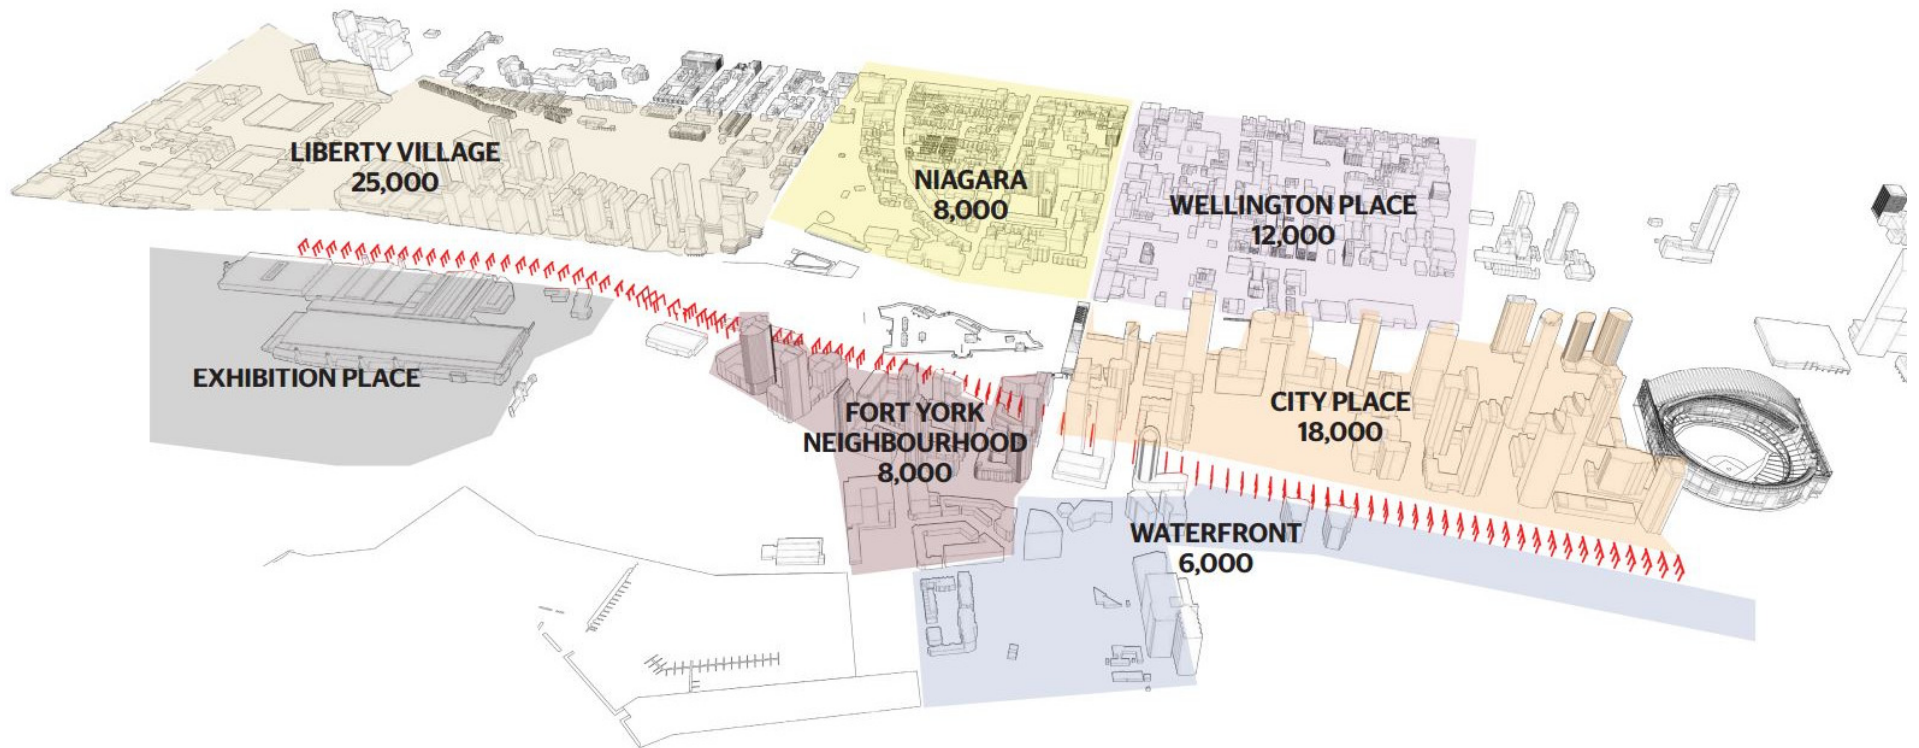 LIBERTY VILLAGE
25,000
NIAGARA
8,000
WELLINGTON PLACE
12,000
EXHIBITION PLACE
FORT YORK
NEIGHBOURHOOD
8,000
CITY PLACE
18,000
WATERFRONT
6,000